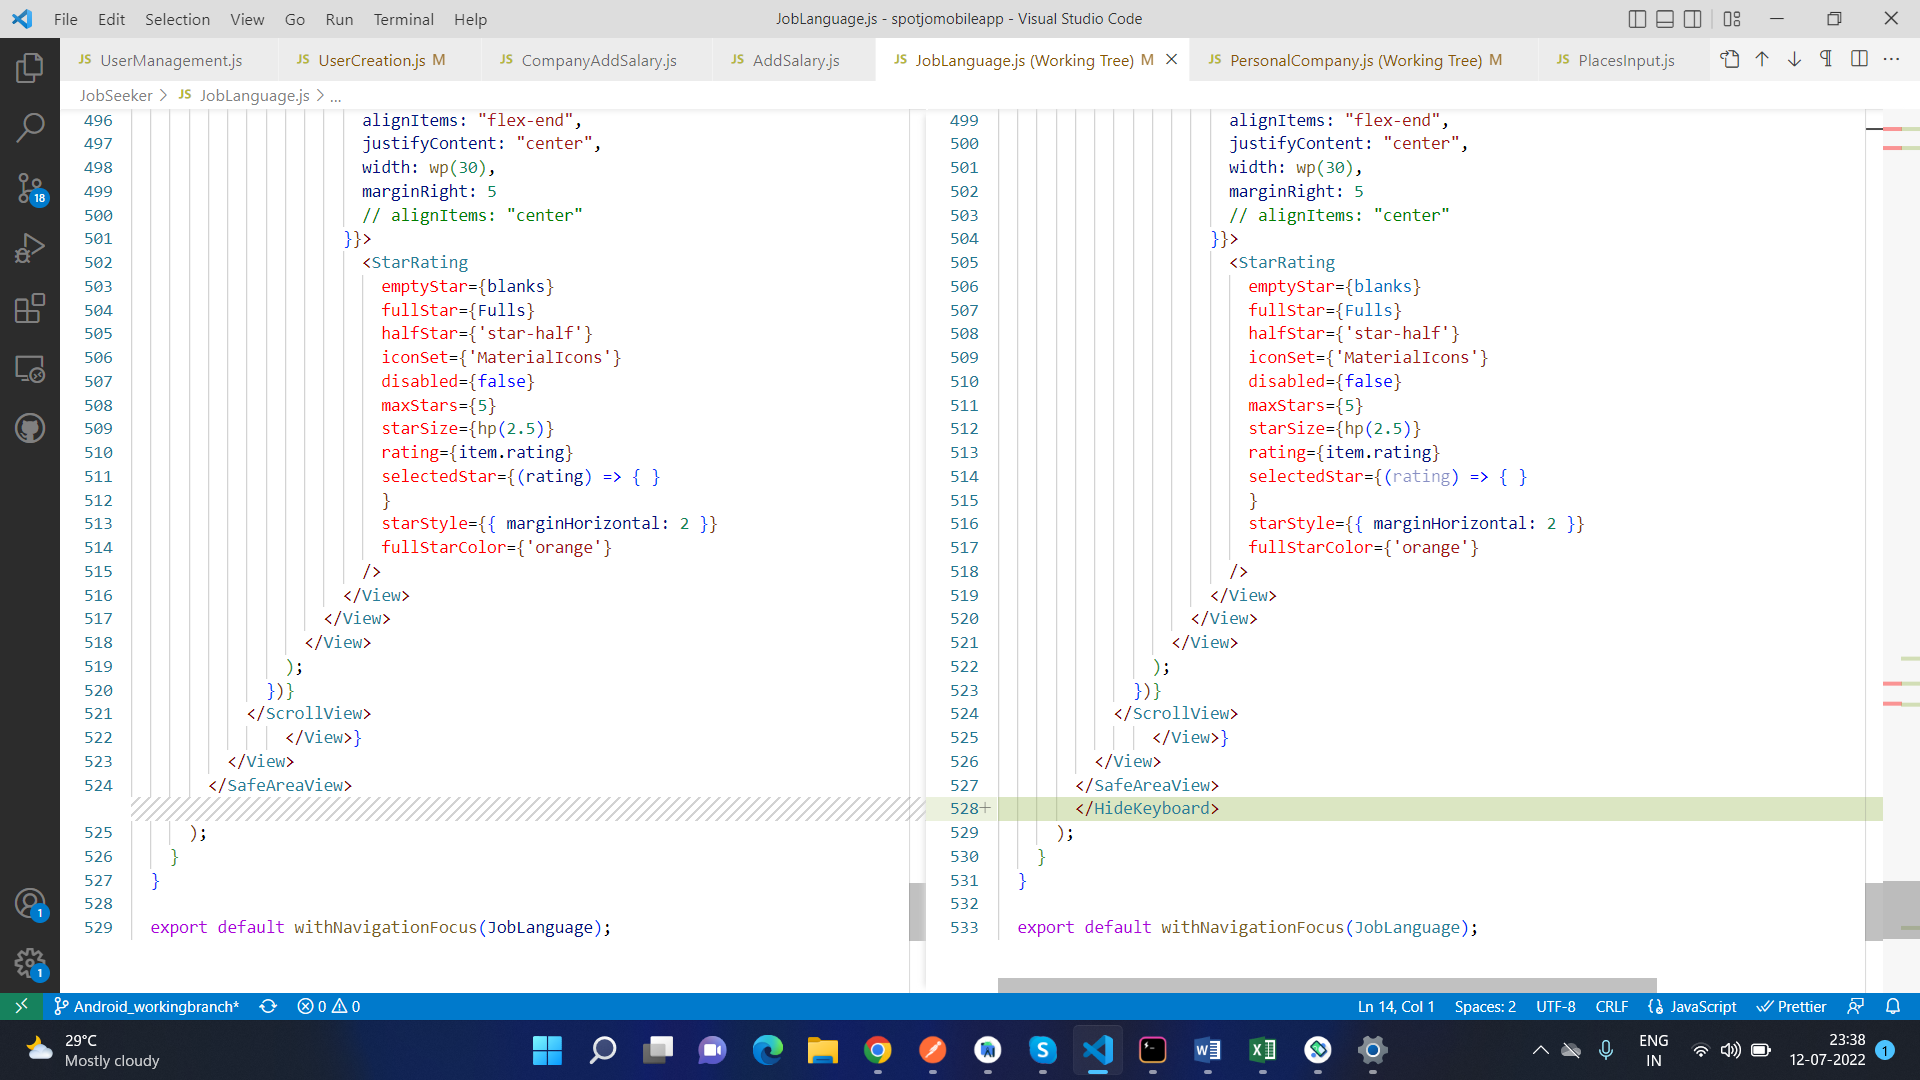 File Edit Selection View Go Run Terminal Help
JobLanguage.js - spotjomobileapp - Visual Studio Code
JS UserManagement.js
JS UserCreation.js M
JS CompanyAddSalary.js
JS AddSalary.js
JS JobLanguage.js (Working Tree) M
JS PersonalCompany.js (Working Tree) M
JS PlacesInput.js
JobSeeker > JS JobLanguage.js > ...
496 alignItems: "flex-end",
497 justifyContent: "center",
498 width: wp(30),
499 marginRight: 5
500 // alignItems: "center"
501 }}>
502 <StarRating
503 emptyStar={blanks}
504 fullStar={Fulls}
505 halfStar={'star-half'}
506 iconSet={'MaterialIcons'}
507 disabled={false}
508 maxStars={5}
509 starSize={hp(2.5)}
510 rating={item.rating}
511 selectedStar={(rating) => { }
512 }
513 starStyle={{ marginHorizontal: 2 }}
514 fullStarColor={'orange'}
515 />
516 </View>
517 </View>
518 </View>
519 );
520 })}
521 </ScrollView>
522 </View>}
523 </View>
524 </SafeAreaView>
525 );
526 }
527 }
528
529 export default withNavigationFocus(JobLanguage);
499 alignItems: "flex-end",
500 justifyContent: "center",
501 width: wp(30),
502 marginRight: 5
503 // alignItems: "center"
504 }}>
505 <StarRating
506 emptyStar={blanks}
507 fullStar={Fulls}
508 halfStar={'star-half'}
509 iconSet={'MaterialIcons'}
510 disabled={false}
511 maxStars={5}
512 starSize={hp(2.5)}
513 rating={item.rating}
514 selectedStar={(rating) => { }
515 }
516 starStyle={{ marginHorizontal: 2 }}
517 fullStarColor={'orange'}
518 />
519 </View>
520 </View>
521 </View>
522 );
523 })}
524 </ScrollView>
525 </View>}
526 </View>
527 </SafeAreaView>
528+ </HideKeyboard>
529 );
530 }
531 }
532
533 export default withNavigationFocus(JobLanguage);
18
1
1
Android_workingbranch* 0 0
Ln 14, Col 1 Spaces: 2 UTF-8 CRLF {} JavaScript Prettier
29°C
Mostly cloudy
ENG
IN
23:38
12-07-2022
1